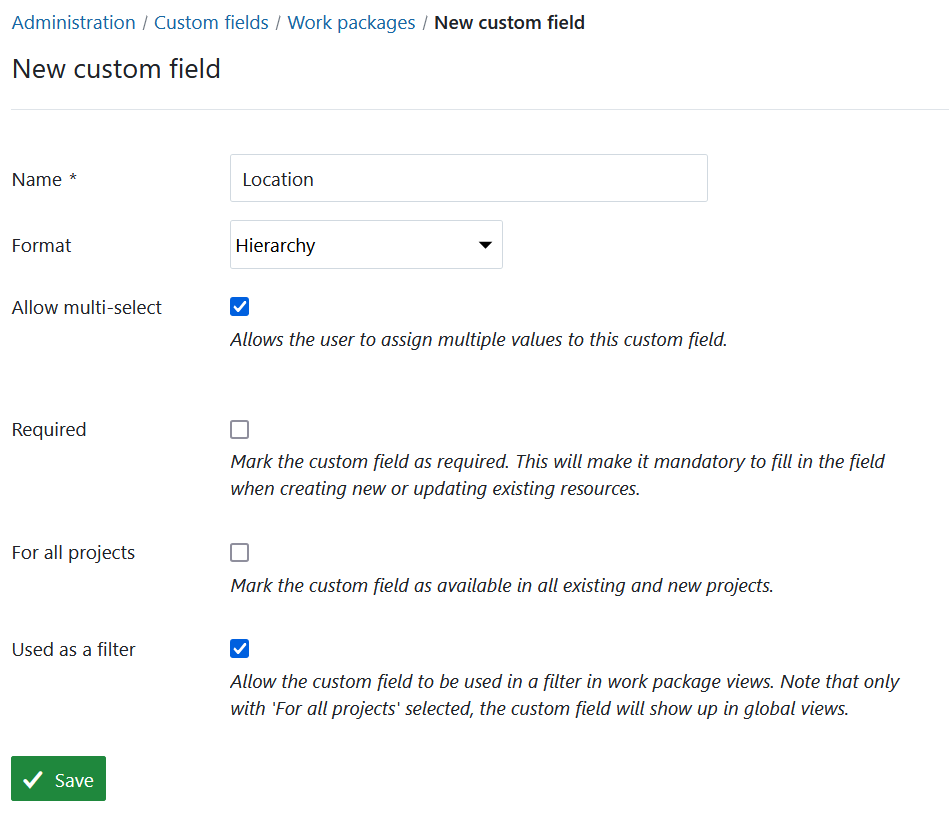 Administration / Custom fields / Work packages / New custom field
New custom field
Name *
Location
Format
Hierarchy
Allow multi-select
Allows the user to assign multiple values to this custom field.
Required
Mark the custom field as required. This will make it mandatory to fill in the field
when creating new or updating existing resources.
For all projects
Mark the custom field as available in all existing and new projects.
Used as a filter
Allow the custom field to be used in a filter in work package views. Note that only
with 'For all projects' selected, the custom field will show up in global views.
Save